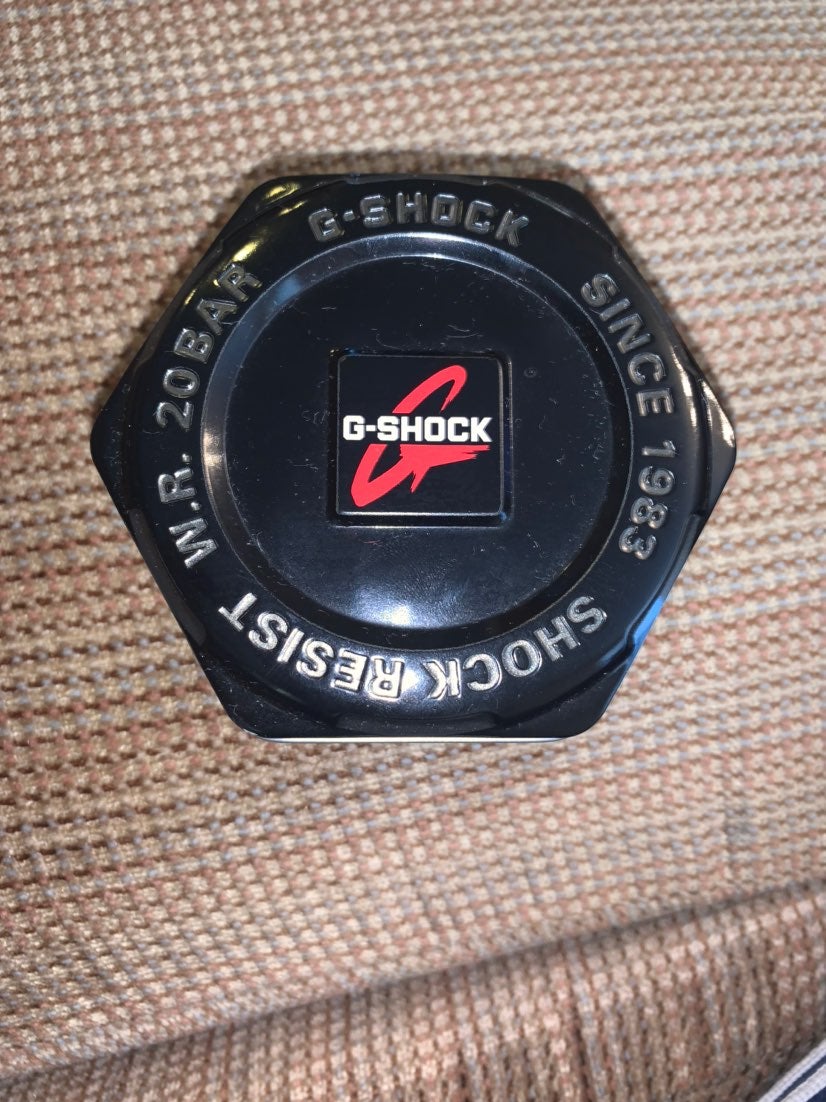 G-SHOCK
SINCE 1983
SHOCK RESIST
W.R. 20BAR
G-SHOCK